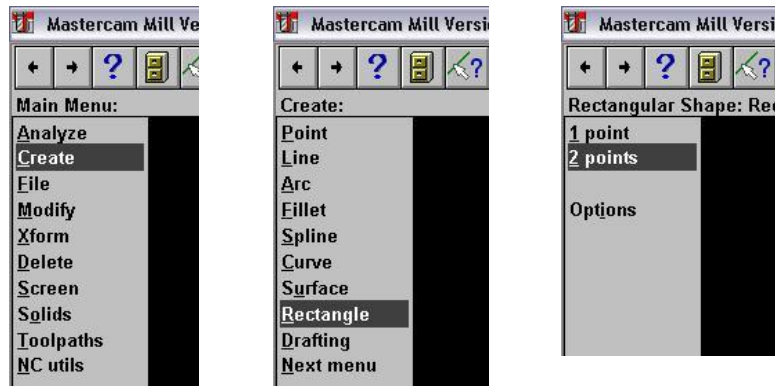 Mastercam Mill Ve
?
Main Menu:
Analyze
Create
File
Modify
Xform
Delete
Screen
Solids
Toolpaths
NC utils
Mastercam Mill Versi
? ?
Create:
Point
Line
Arc
Fillet
Spline
Curve
Surface
Rectangle
Drafting
Next menu
Mastercam Mill Versi
? ?
Rectangular Shape: Rec
1 point
2 points
Options